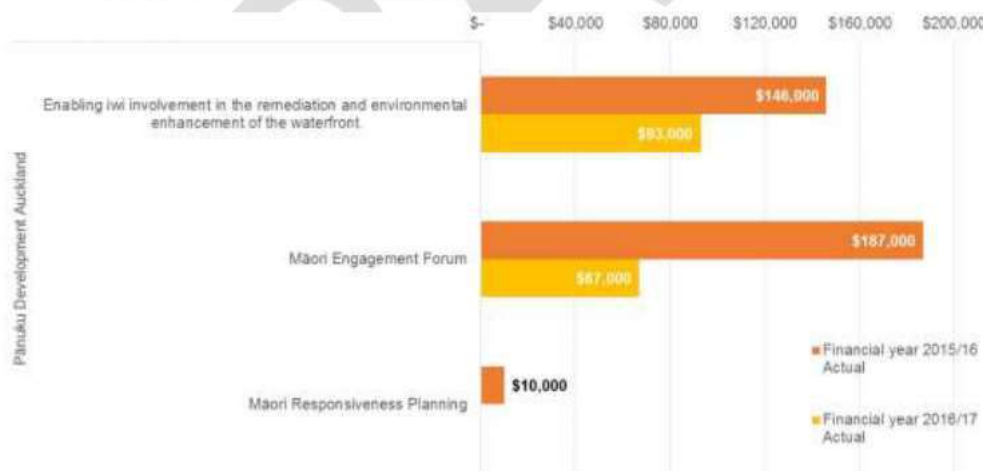 $- $40,000 $80,000 $120,000 $160,000 $200,000
Pānuku Development Auckland
Enabling iwi involvement in the remediation and environmental
enhancement of the waterfront
$146,000
$93,000
Māori Engagement Forum
$187,000
$67,000
Māori Responsiveness Planning
$10,000
Financial year 2015/16
Actual
Financial year 2016/17
Actual